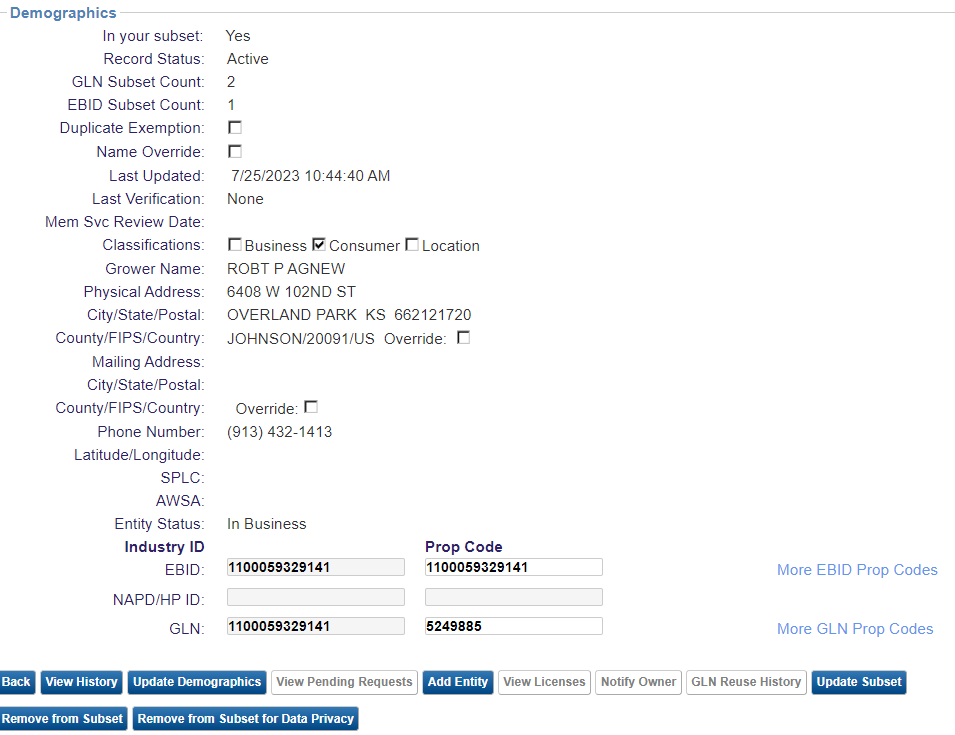 Demographics
In your subset: Yes
Record Status: Active
GLN Subset Count: 2
EBID Subset Count: 1
Duplicate Exemption:
Name Override:
Last Updated: 7/25/2023 10:44:40 AM
Last Verification: None
Mem Svc Review Date:
Classifications: Business Consumer Location
Grower Name: ROBT P AGNEW
Physical Address: 6408 W 102ND ST
City/State/Postal: OVERLAND PARK KS 662121720
County/FIPS/Country: JOHNSON/20091/US Override:
Mailing Address:
City/State/Postal:
County/FIPS/Country: Override:
Phone Number: (913) 432-1413
Latitude/Longitude:
SPLC:
AWSA:
Entity Status: In Business
Industry ID Prop Code
EBID: 1100059329141 1100059329141 More EBID Prop Codes
NAPD/HP ID:
GLN: 1100059329141 5249885 More GLN Prop Codes
Back View History Update Demographics View Pending Requests Add Entity View Licenses Notify Owner GLN Reuse History Update Subset
Remove from Subset Remove from Subset for Data Privacy